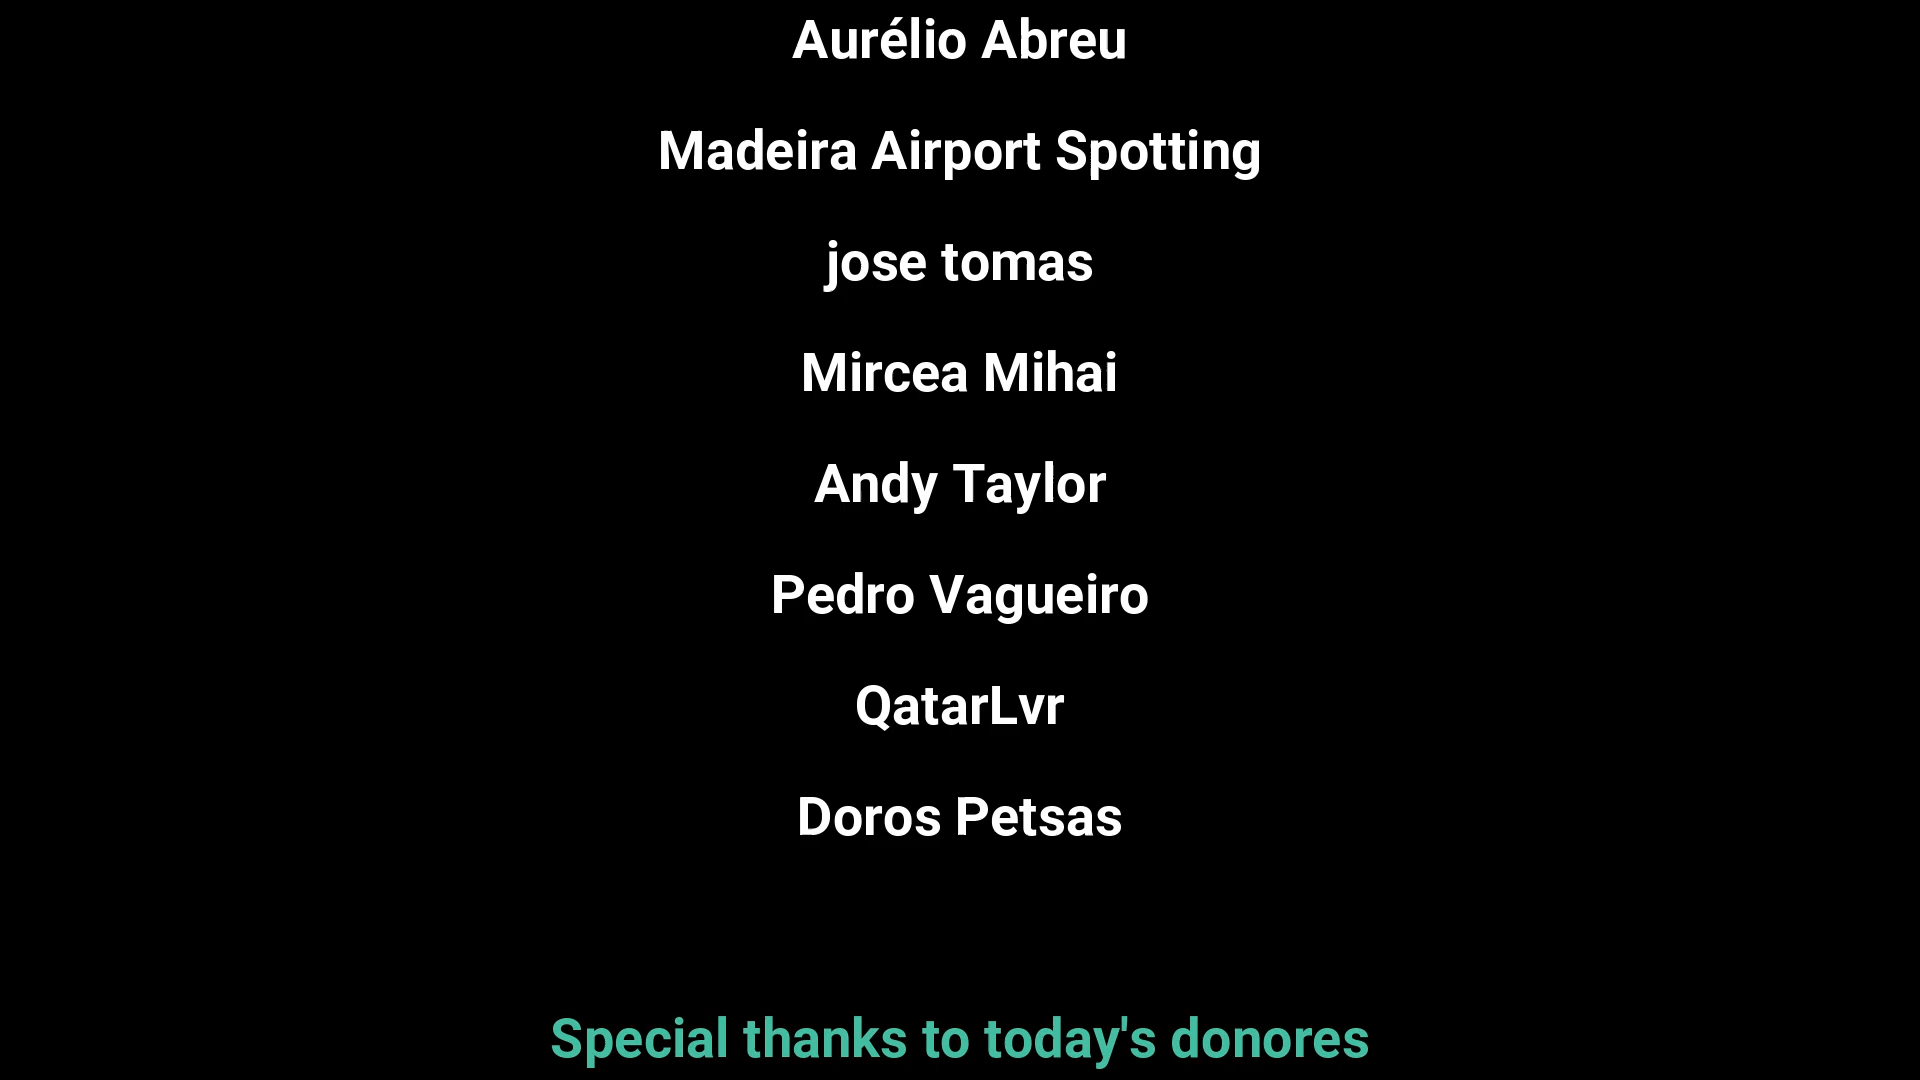 Aurélio Abreu
Madeira Airport Spotting
jose tomas
Mircea Mihai
Andy Taylor
Pedro Vagueiro
QatarLvr
Doros Petsas
Special thanks to today's donores